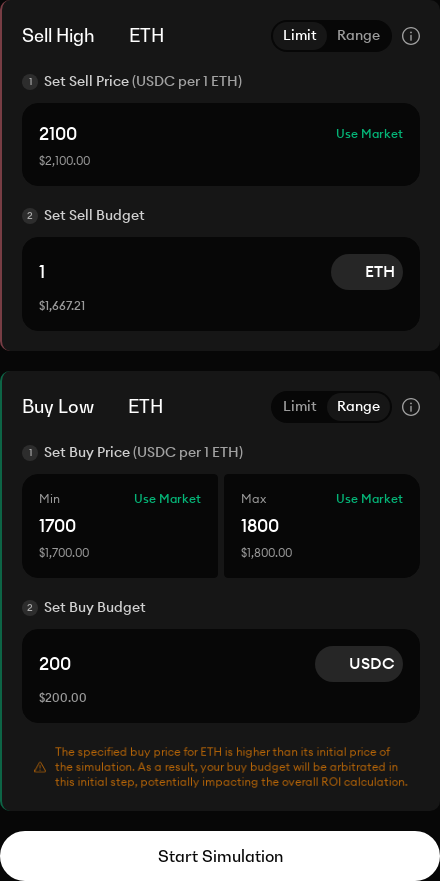 Sell High ETH Limit Range
1 Set Sell Price (USDC per 1 ETH)
2100 Use Market
$2,100.00
2 Set Sell Budget
1 ETH
$1,667.21
Buy Low ETH Limit Range
1 Set Buy Price (USDC per 1 ETH)
Min Use Market Max Use Market
1700 1800
$1,700.00 $1,800.00
2 Set Buy Budget
200 USDC
$200.00
The specified buy price for ETH is higher than its initial price of
the simulation. As a result, your buy budget will be arbitrated in
this initial step, potentially impacting the overall ROI calculation.
Start Simulation